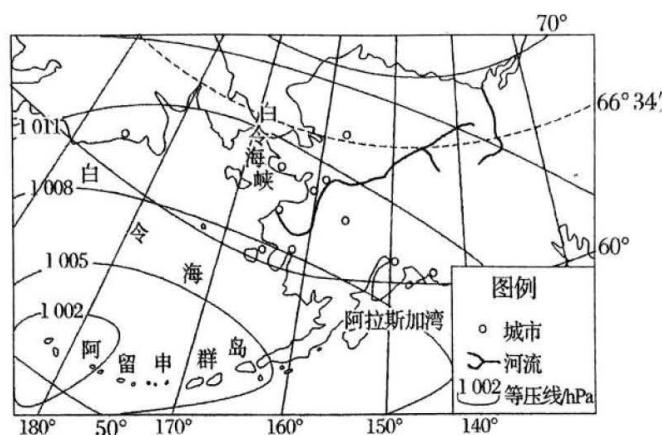 70°
66°34′
1 011
白令海峡
1 008
白令海
1 005
60°
1 002
阿拉斯加湾
阿留申群岛
图例
城市
河流
1 002 等压线/hPa
180° 50° 170° 160° 150° 140°